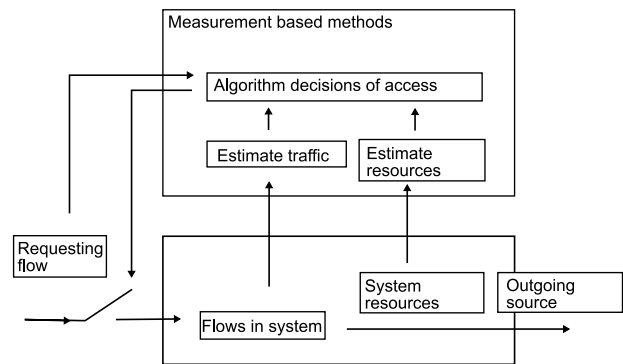 Measurement based methods
Algorithm decisions of access
Estimate traffic
Estimate
resources
Requesting
flow
System
resources
Outgoing
source
Flows in system